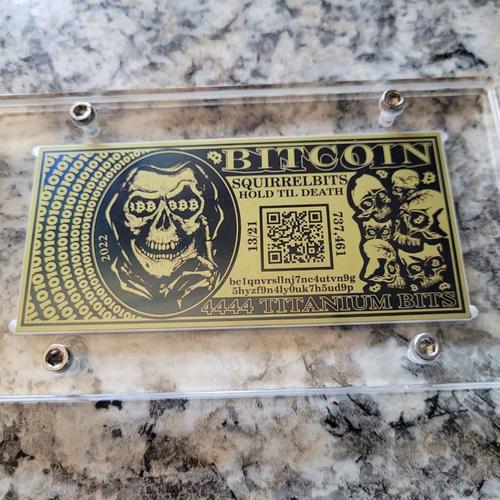 BITCOIN
SQUIRRELBITS
HOLD TIL DEATH
2022
13/21
737,461
bc1qnvrsllnj7nc4utvn9g
5hyzf9n4ly0uk7h5ud9p
4444 TITANIUM BITS